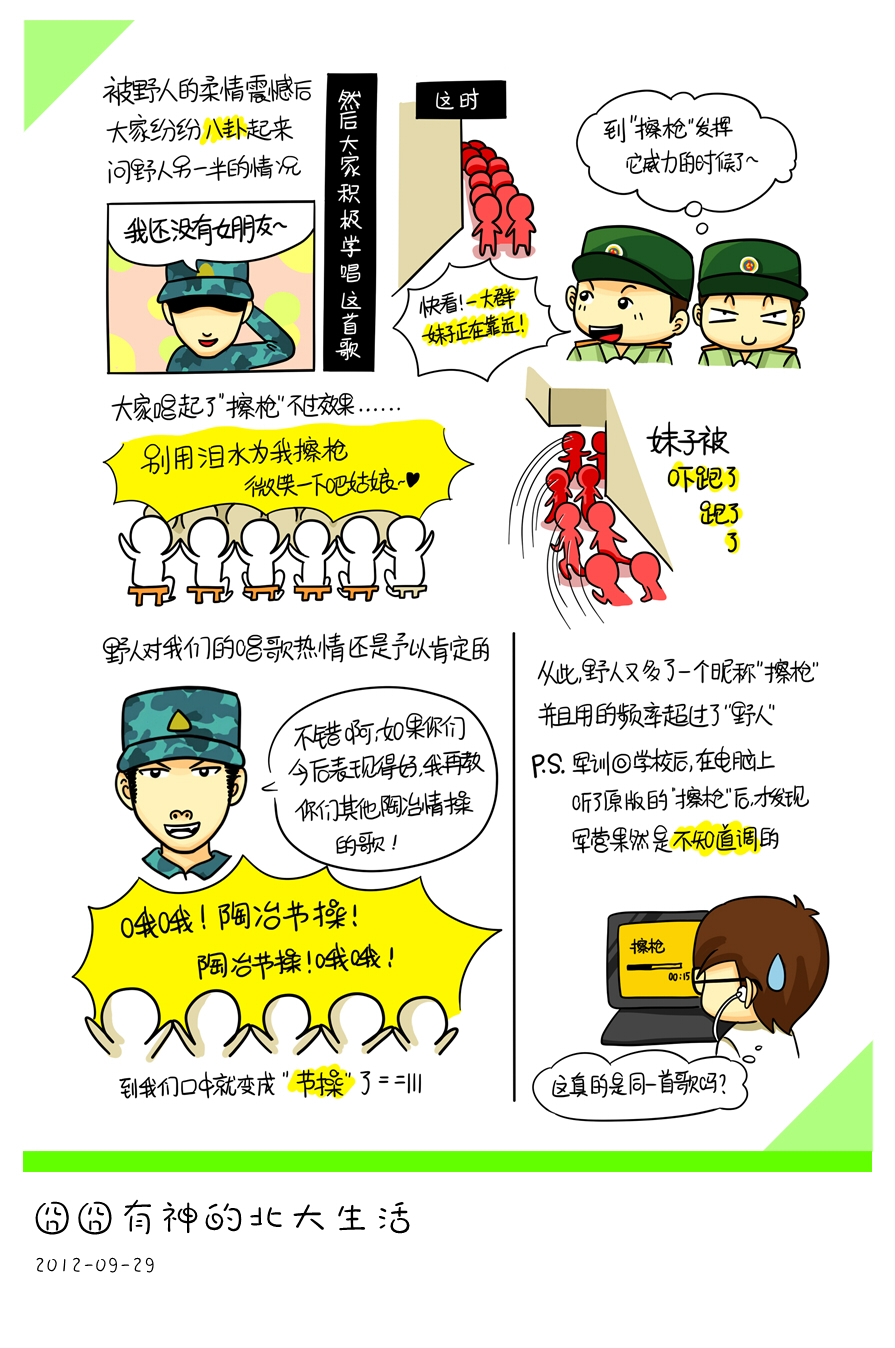 被野人的柔情震憾后
大家纷纷八卦起来
问野人另一半的情况
我还没有女朋友~
然后大家积极学唱这首歌
这时
到"擦枪"发挥
它威力的时候了~
快看!一大群
妹子正在靠近!
大家唱起了"擦枪"不过效果……
别用泪水为我擦枪
微笑一下吧姑娘~♥
妹子被
吓跑了
跑了
了
野人对我们的唱歌热情还是予以肯定的
不错啊,如果你们
今后表现得好,我再教
你们其他陶冶情操
的歌!
哦哦!陶冶节操!
陶冶节操!哦哦!
到我们口中就变成"节操"了==|||
从此,野人又多了一个昵称"擦枪"
并且用的频率超过了"野人"
P.S. 军训回学校后,在电脑上
听了原版的"擦枪"后,才发现
军营果然是不知道调的
擦枪
00:15
这真的是同一首歌吗?
囧囧有神的北大生活
2012-09-29